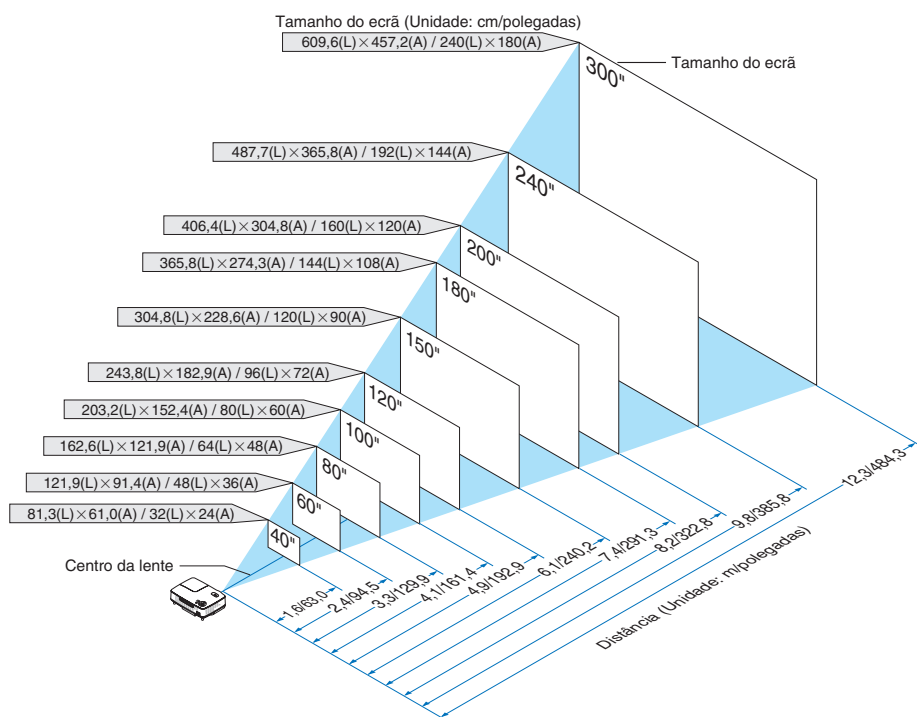 Tamanho do ecrã (Unidade: cm/polegadas)
609,6(L)×457,2(A) / 240(L)×180(A)
Tamanho do ecrã
300"
487,7(L)×365,8(A) / 192(L)×144(A)
240"
406,4(L)×304,8(A) / 160(L)×120(A)
200"
365,8(L)×274,3(A) / 144(L)×108(A)
180"
304,8(L)×228,6(A) / 120(L)×90(A)
150"
243,8(L)×182,9(A) / 96(L)×72(A)
120"
203,2(L)×152,4(A) / 80(L)×60(A)
100"
162,6(L)×121,9(A) / 64(L)×48(A)
80"
121,9(L)×91,4(A) / 48(L)×36(A)
60"
81,3(L)×61,0(A) / 32(L)×24(A)
40"
Centro da lente
1,6/63,0
2,4/94,5
3,3/129,9
4,1/161,4
4,9/192,9
6,1/240,2
7,4/291,3
8,2/322,8
9,8/385,8
12,3/484,3
Distância (Unidade: m/polegadas)